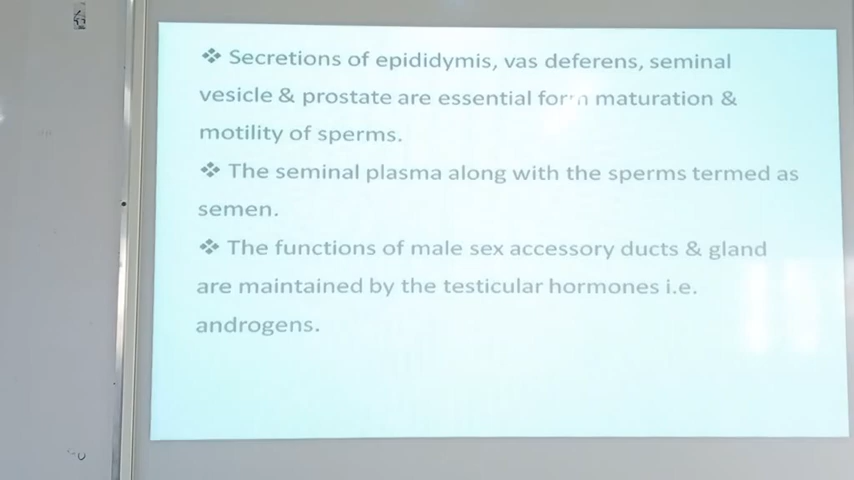 ❖ Secretions of epididymis, vas deferens, seminal
vesicle & prostate are essential form maturation &
motility of sperms.
❖ The seminal plasma along with the sperms termed as
semen.
❖ The functions of male sex accessory ducts & gland
are maintained by the testicular hormones i.e.
androgens.